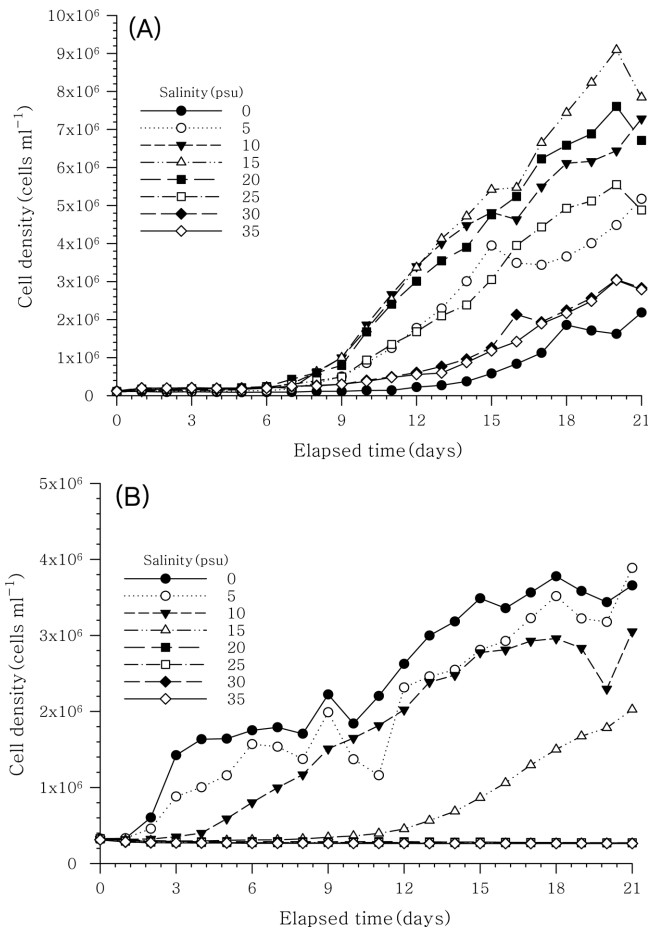 (A)
10x10⁶
9x10⁶
8x10⁶
7x10⁶
6x10⁶
5x10⁶
4x10⁶
3x10⁶
2x10⁶
1x10⁶
0
Cell density (cells ml⁻¹)
Salinity (psu)
0
5
10
15
20
25
30
35
0 3 6 9 12 15 18 21
Elapsed time (days)
(B)
5x10⁶
4x10⁶
3x10⁶
2x10⁶
1x10⁶
0
Cell density (cells ml⁻¹)
Salinity (psu)
0
5
10
15
20
25
30
35
0 3 6 9 12 15 18 21
Elapsed time (days)